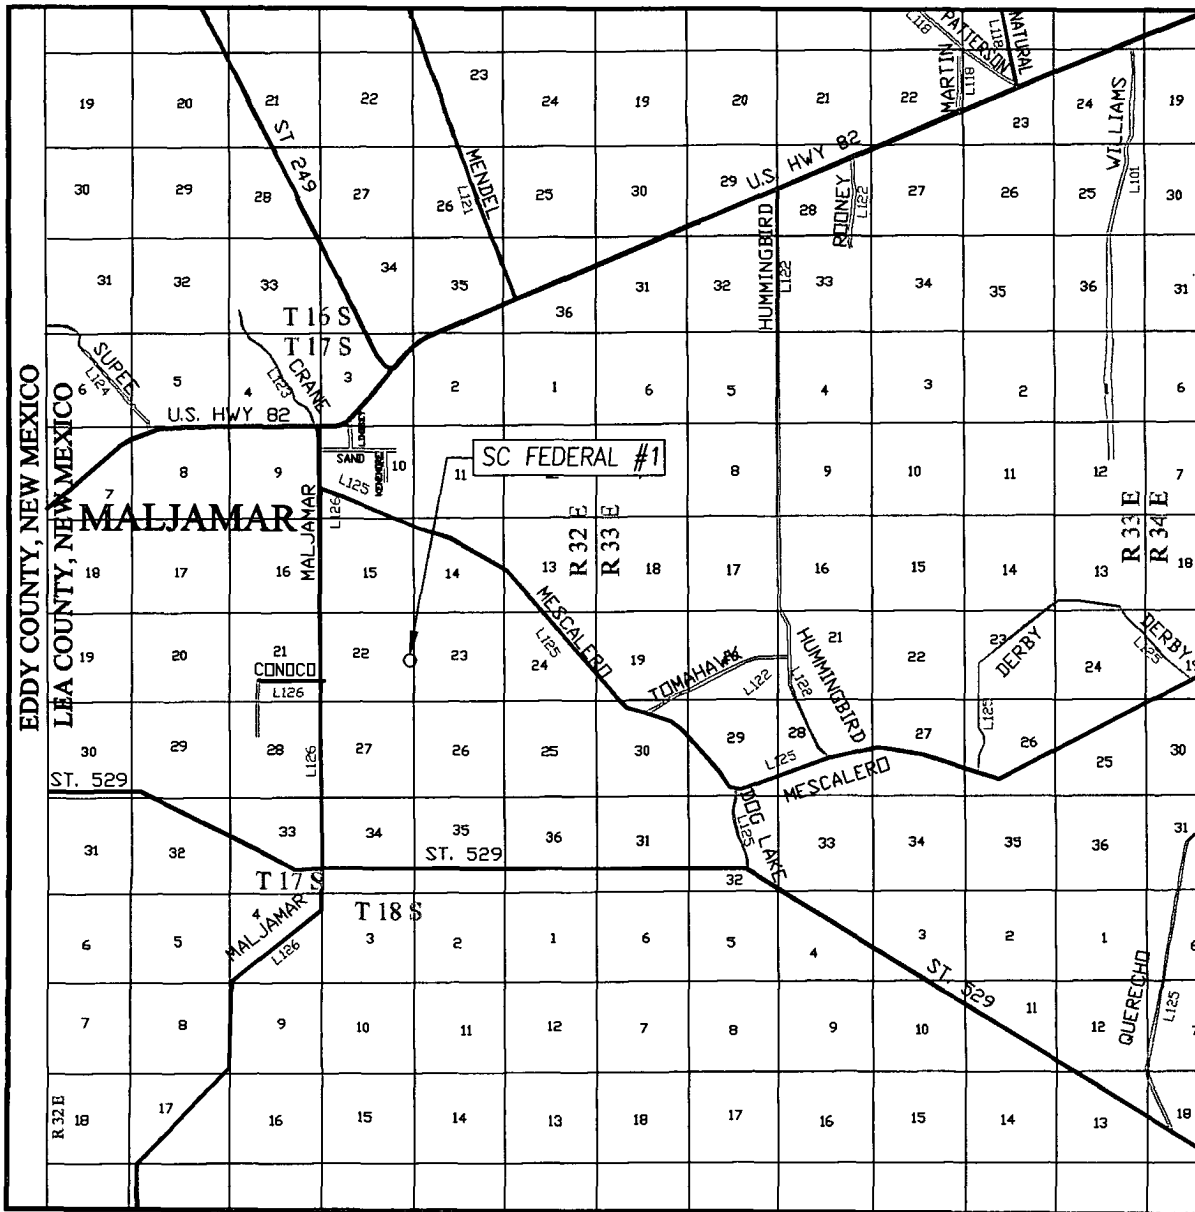 PATTERSON
L118
NATURAL
L118
MARTIN
L118
23
19 20 21 22 24 19 20 21 22 23 24 19
ST 249
MENDEL
L121
U.S. HWY 82
WILLIAMS
L101
30 29 28 27 26 25 30 29 28 27 26 25 30
ROONEY
L122
HUMMINGBIRD
L122
31 32 33 34 35 36 31 32 33 34 35 36 31
T 16 S
T 17 S
SUPEE
L124
CRANE
L123
6 5 4 3 2 1 6 5 4 3 2 6
U.S. HWY 82
EDDY COUNTY, NEW MEXICO
LEA COUNTY, NEW MEXICO
SAND
L125
SC FEDERAL #1
7 8 9 10 11 8 9 10 11 12 7
MALJAMAR
MALJAMAR
L126
R 32 E
R 33 E
R 33 E
R 34 E
18 17 16 15 14 13 18 17 16 15 14 13 18
MESCALERO
L125
HUMMINGBIRD
L122
DERBY
L125
DERBY
L125
19 20 21 22 23 24 19 21 22 23 24 19
CONOCO
L126
TOMAHAWK
L122
30 29 28 27 26 25 30 29 28 27 26 25 30
L126
L125
MESCALERO
ST. 529
DOG LAKE
L125
31 32 33 34 35 36 31 32 33 34 35 36 31
ST. 529
T 17 S
T 18 S
MALJAMAR
L126
6 5 4 3 2 1 6 5 4 3 2 1 6
ST. 529
QUERECHO
L125
7 8 9 10 11 12 7 8 9 10 11 12 7
R 32 E
18 17 16 15 14 13 18 17 16 15 14 13 18